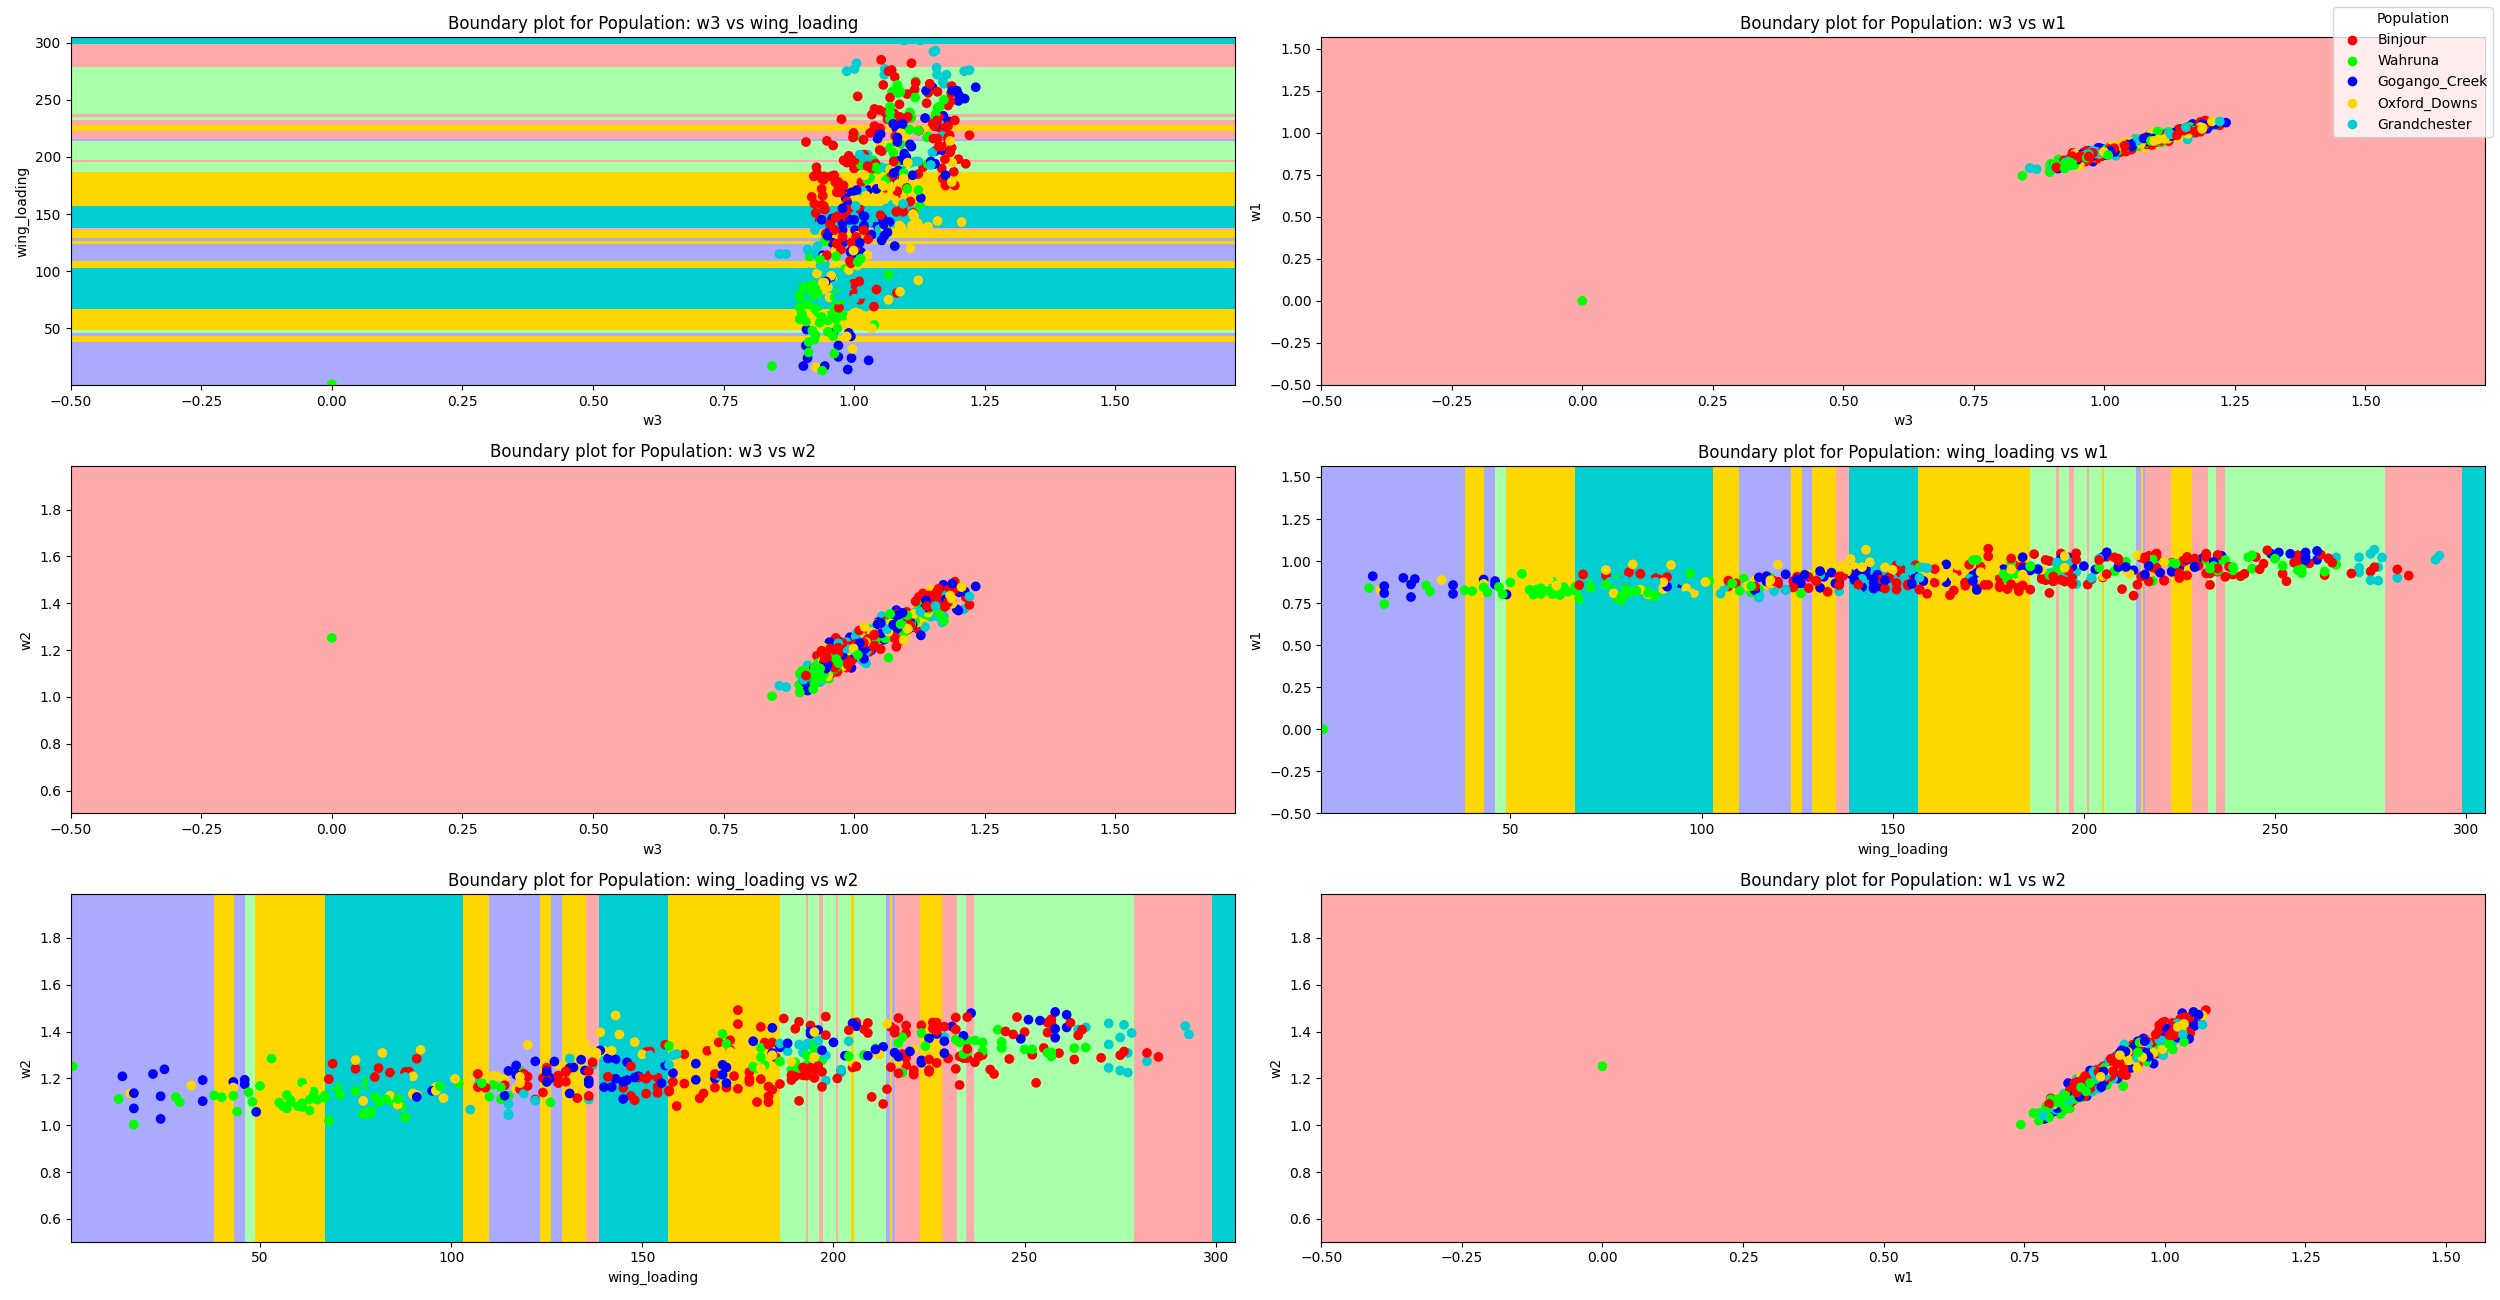 Boundary plot for Population: w3 vs wing_loading
300
250
200
150
100
50
wing_loading
−0.50 −0.25 0.00 0.25 0.50 0.75 1.00 1.25 1.50
w3
Boundary plot for Population: w3 vs w1
1.50
1.25
1.00
0.75
0.50
0.25
0.00
−0.25
−0.50
w1
−0.50 −0.25 0.00 0.25 0.50 0.75 1.00 1.25 1.50
w3
Population
Binjour
Wahruna
Gogango_Creek
Oxford_Downs
Grandchester
Boundary plot for Population: w3 vs w2
1.8
1.6
1.4
1.2
1.0
0.8
0.6
w2
−0.50 −0.25 0.00 0.25 0.50 0.75 1.00 1.25 1.50
w3
Boundary plot for Population: wing_loading vs w1
1.50
1.25
1.00
0.75
0.50
0.25
0.00
−0.25
−0.50
w1
50 100 150 200 250 300
wing_loading
Boundary plot for Population: wing_loading vs w2
1.8
1.6
1.4
1.2
1.0
0.8
0.6
w2
50 100 150 200 250 300
wing_loading
Boundary plot for Population: w1 vs w2
1.8
1.6
1.4
1.2
1.0
0.8
0.6
w2
−0.50 −0.25 0.00 0.25 0.50 0.75 1.00 1.25 1.50
w1